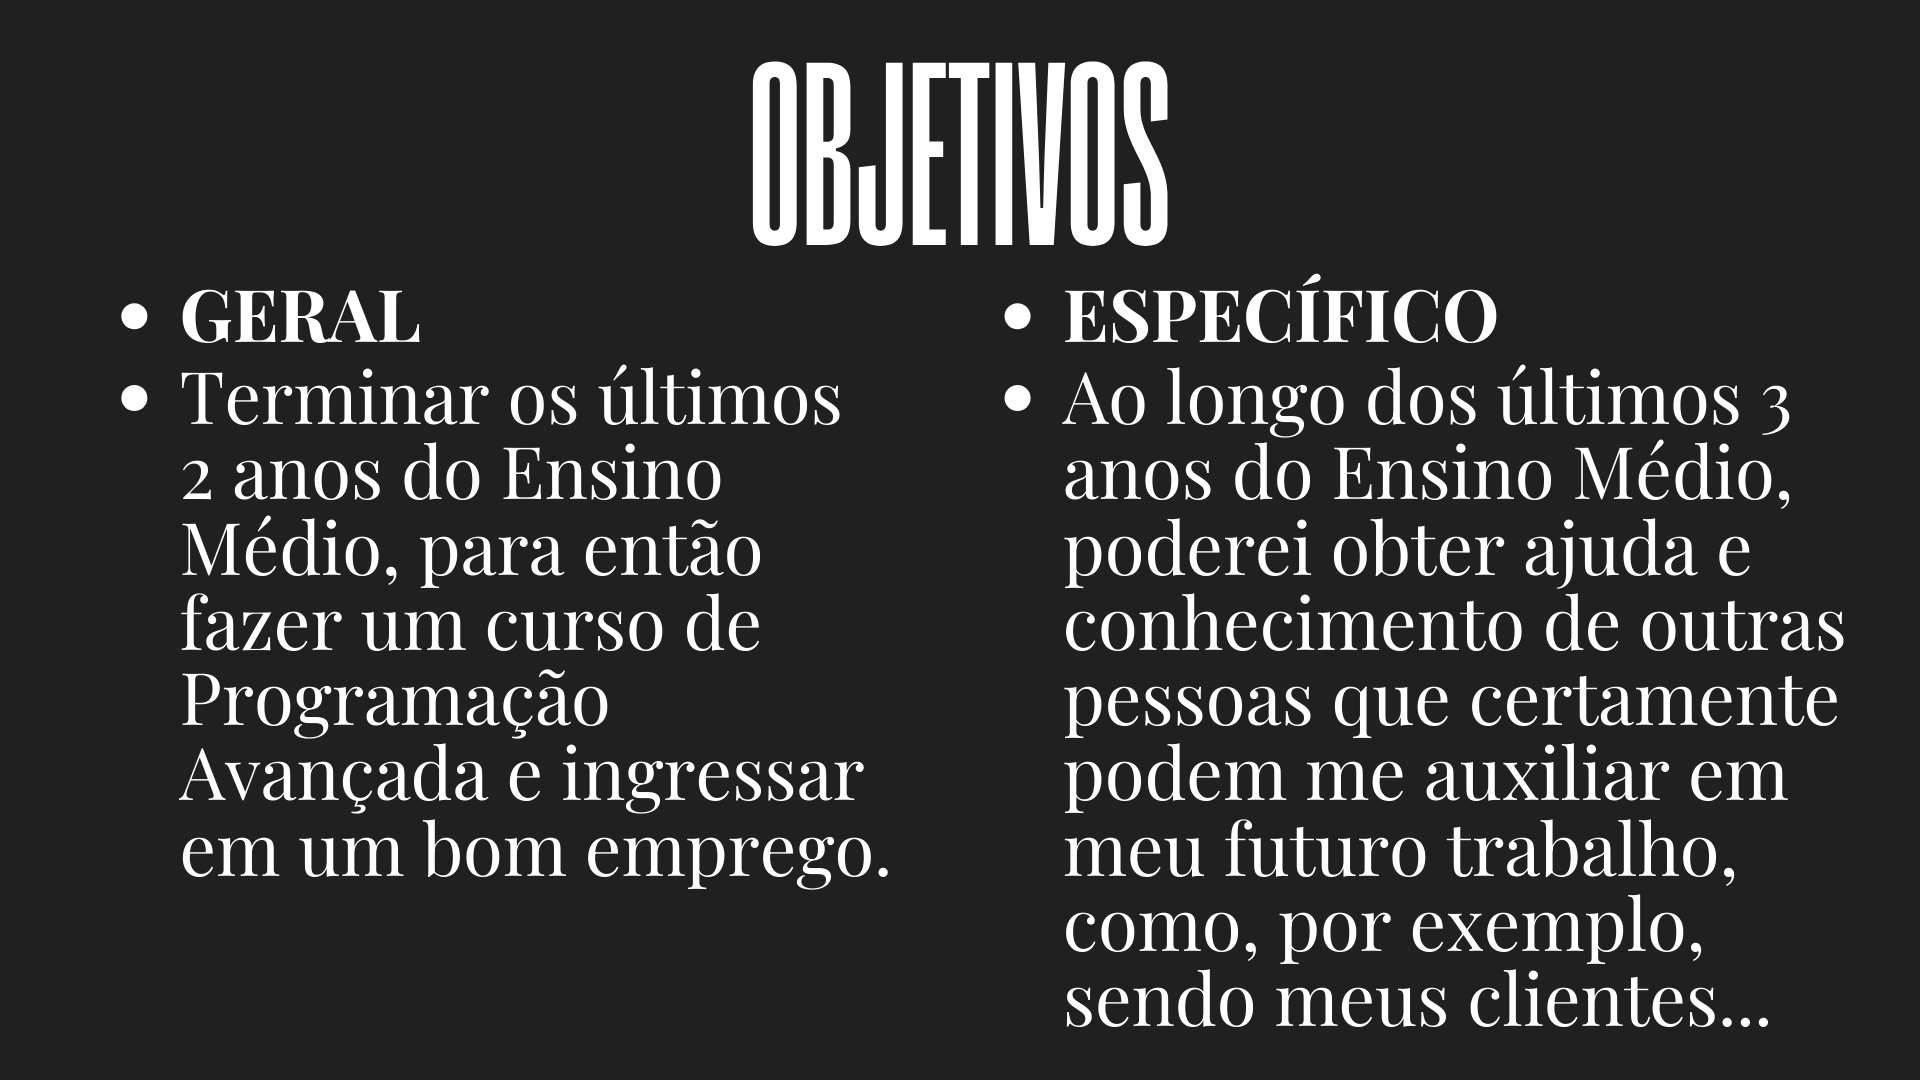 OBJETIVOS
• GERAL
• Terminar os últimos
2 anos do Ensino
Médio, para então
fazer um curso de
Programação
Avançada e ingressar
em um bom emprego.
• ESPECÍFICO
• Ao longo dos últimos 3
anos do Ensino Médio,
poderei obter ajuda e
conhecimento de outras
pessoas que certamente
podem me auxiliar em
meu futuro trabalho,
como, por exemplo,
sendo meus clientes...